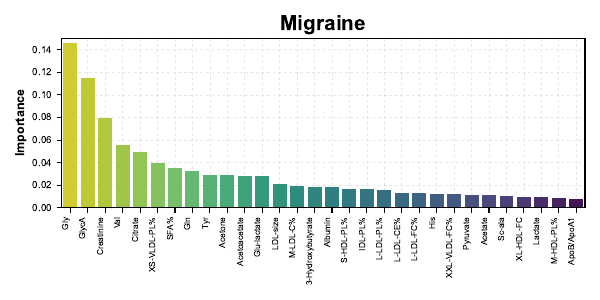 Migraine
Importance
0.14
0.12
0.10
0.08
0.06
0.04
0.02
0.00
Gly
GlycA
Creatinine
Val
Citrate
XS-VLDL-PL%
SFA%
Gln
Tyr
Acetone
Acetoacetate
Glu-lactate
LDL-size
M-LDL-C%
3-Hydroxybutyrate
Albumin
S-HDL-PL%
IDL-PL%
L-LDL-PL%
L-LDL-CE%
L-LDL-FC%
His
XXL-VLDL-FC%
Pyruvate
Acetate
Sc-ala
XL-HDL-FC
Lactate
M-HDL-PL%
ApoB/ApoA1